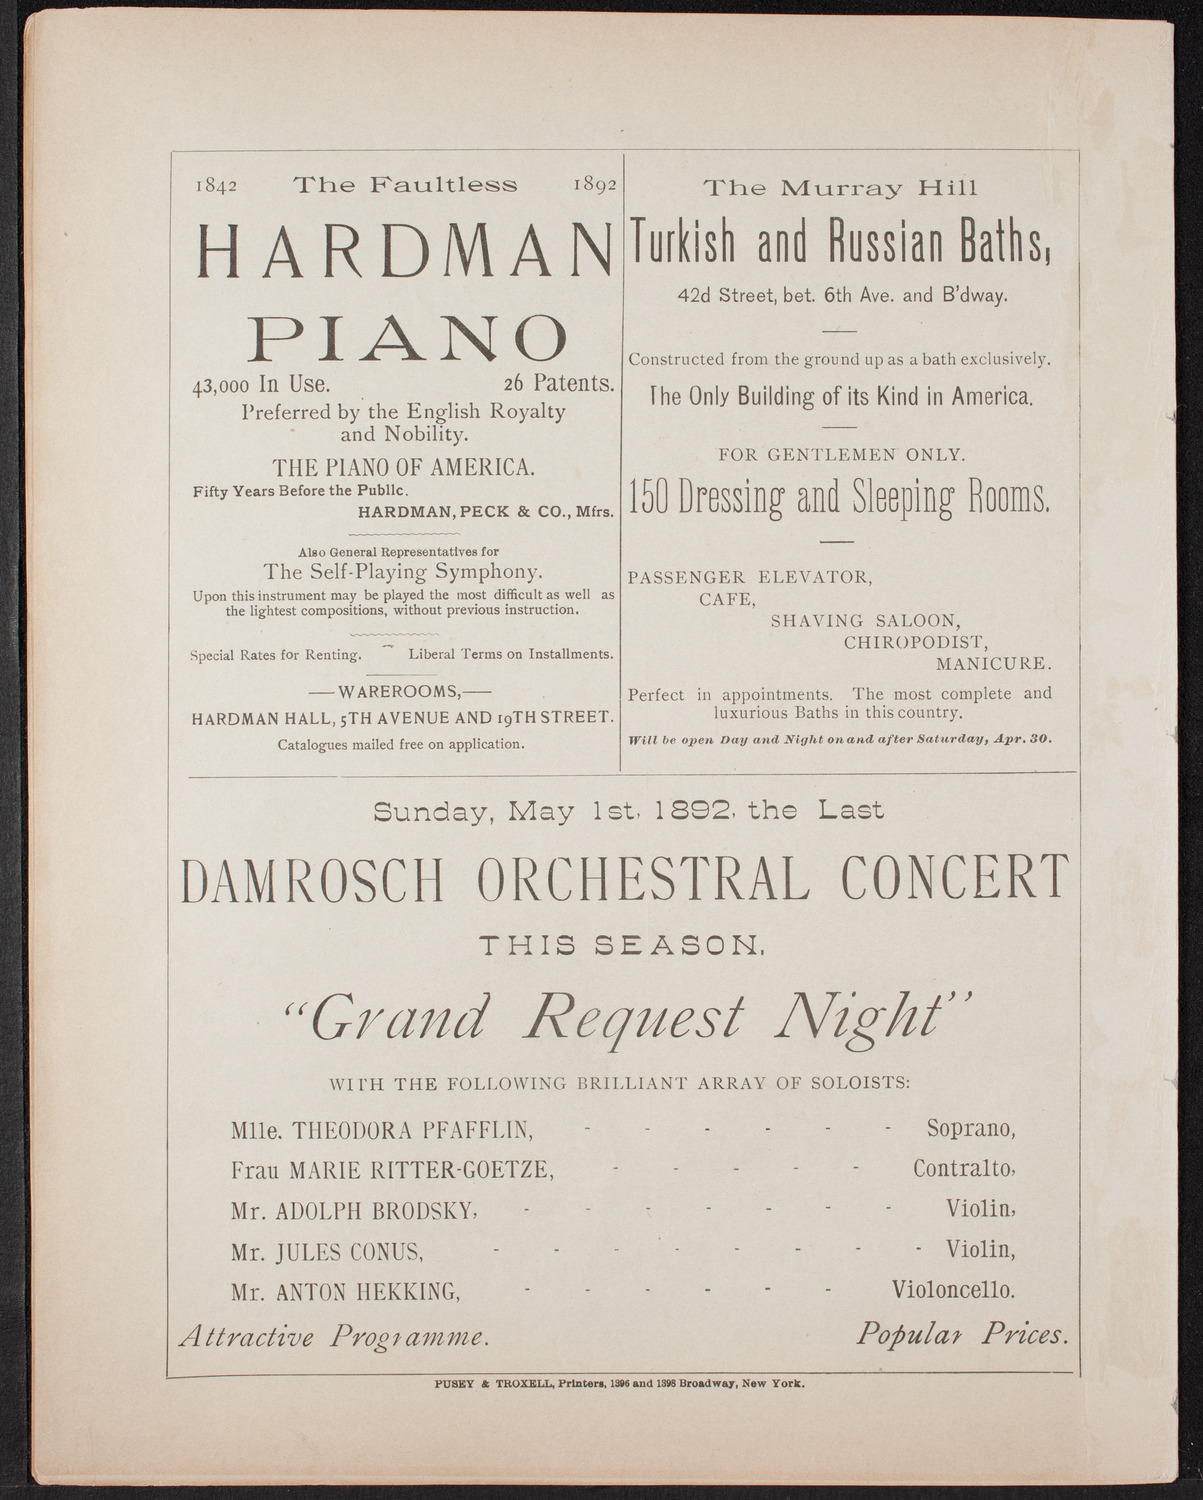 1842 The Faultless 1892
HARDMAN
PIANO
43,000 In Use. 26 Patents.
Preferred by the English Royalty
and Nobility.
THE PIANO OF AMERICA.
Fifty Years Before the Public.
HARDMAN, PECK & CO., Mfrs.
Also General Representatives for
The Self-Playing Symphony.
Upon this instrument may be played the most difficult as well as
the lightest compositions, without previous instruction.
Special Rates for Renting. Liberal Terms on Installments.
—WAREROOMS,—
HARDMAN HALL, 5TH AVENUE AND 19TH STREET.
Catalogues mailed free on application.
The Murray Hill
Turkish and Russian Baths,
42d Street, bet. 6th Ave. and B'dway.
Constructed from the ground up as a bath exclusively.
The Only Building of its Kind in America.
FOR GENTLEMEN ONLY.
150 Dressing and Sleeping Rooms.
PASSENGER ELEVATOR,
CAFE,
SHAVING SALOON,
CHIROPODIST,
MANICURE.
Perfect in appointments. The most complete and
luxurious Baths in this country.
Will be open Day and Night on and after Saturday, Apr. 30.
Sunday, May 1st, 1892, the Last
DAMROSCH ORCHESTRAL CONCERT
THIS SEASON,
"Grand Request Night"
WITH THE FOLLOWING BRILLIANT ARRAY OF SOLOISTS:
Mlle. THEODORA PFAFFLIN, - - - - - - Soprano,
Frau MARIE RITTER-GOETZE, - - - - - Contralto,
Mr. ADOLPH BRODSKY, - - - - - - - Violin,
Mr. JULES CONUS, - - - - - - - - Violin,
Mr. ANTON HEKKING, - - - - - - Violoncello.
Attractive Programme. Popular Prices.
PUSEY & TROXELL, Printers, 1396 and 1398 Broadway, New York.